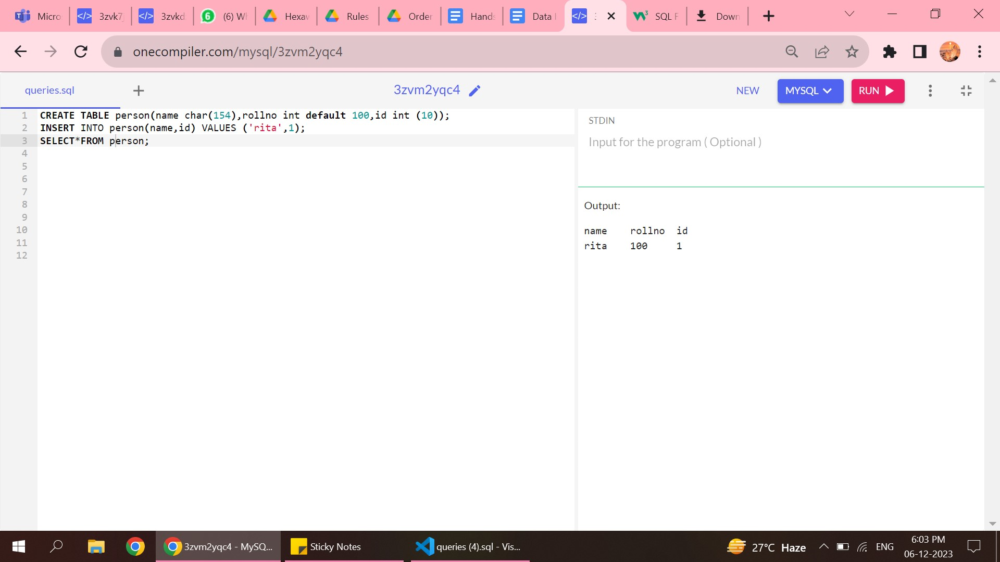 Micro 3zvk7 3zvkd (6) W Hexaw Rules Order Hands Data SQL F Down
onecompiler.com/mysql/3zvm2yqc4
queries.sql 3zvm2yqc4 NEW MYSQL RUN
1 CREATE TABLE person(name char(154),rollno int default 100,id int (10));
2 INSERT INTO person(name,id) VALUES ('rita',1);
3 SELECT*FROM person;
4
5
6
7
8
9
10
11
12
STDIN
Input for the program ( Optional )
Output:
name rollno id
rita 100 1
3zvm2yqc4 - MySQ... Sticky Notes queries (4).sql - Vis... 27°C Haze ENG 6:03 PM
06-12-2023